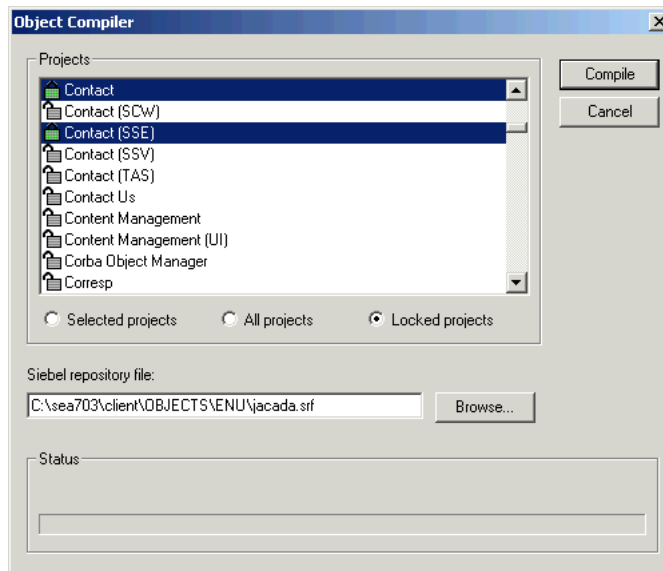 Object Compiler
Projects
Contact
Contact (SCW)
Contact (SSE)
Contact (SSV)
Contact (TAS)
Contact Us
Content Management
Content Management (UI)
Corba Object Manager
Corresp
Compile
Cancel
Selected projects All projects Locked projects
Siebel repository file:
C:\sea703\client\OBJECTS\ENU\jacada.srf Browse...
Status